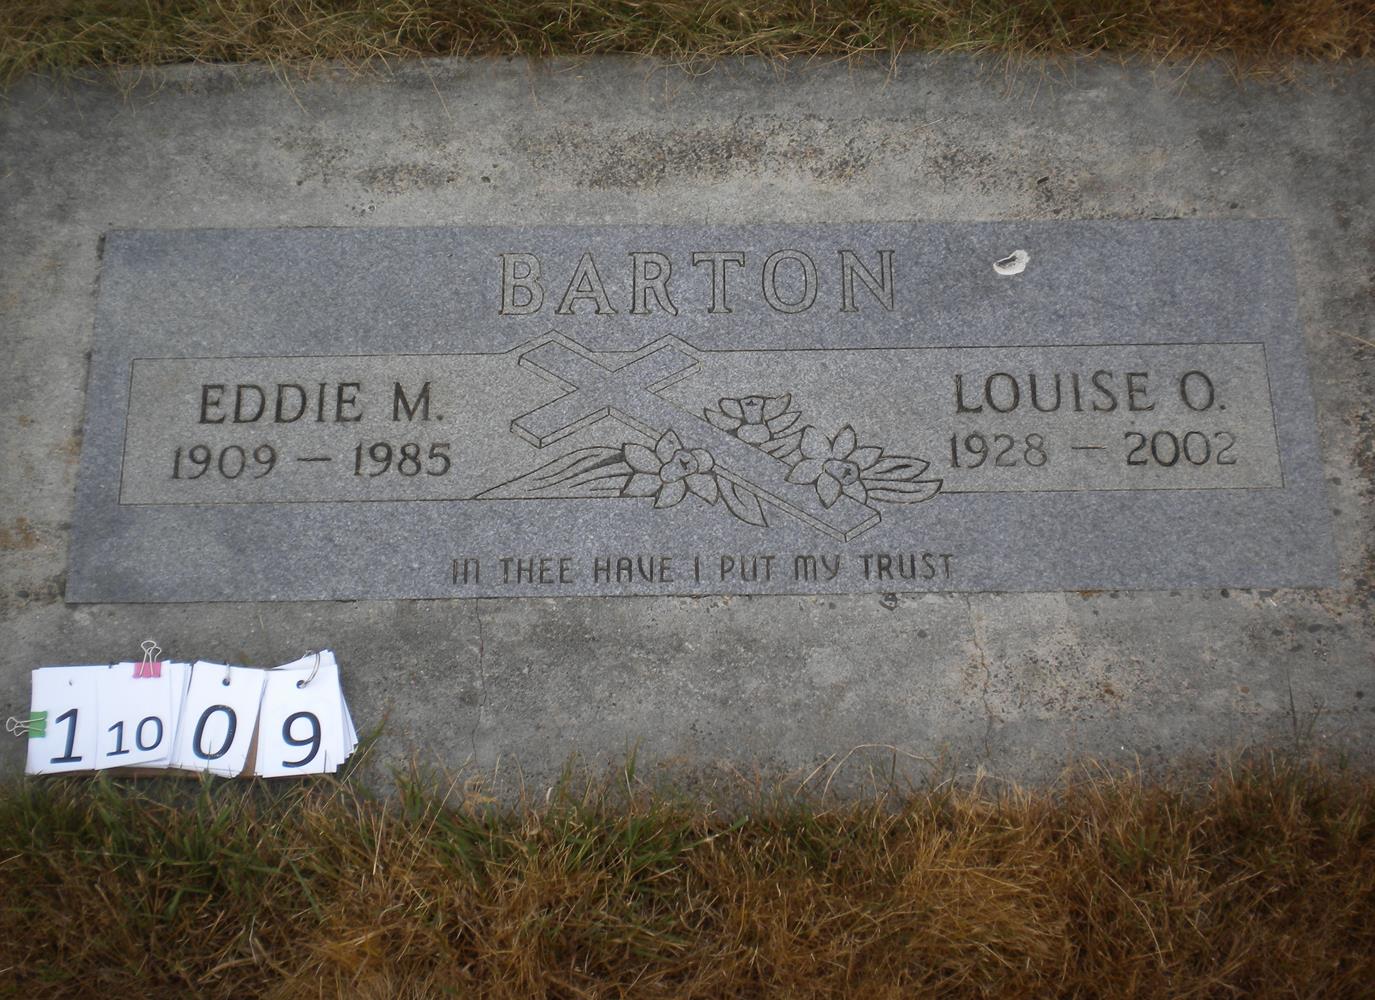 BARTON
EDDIE M.
1909 – 1985
LOUISE O.
1928 – 2002
IN THEE HAVE I PUT MY TRUST
1 10 0 9